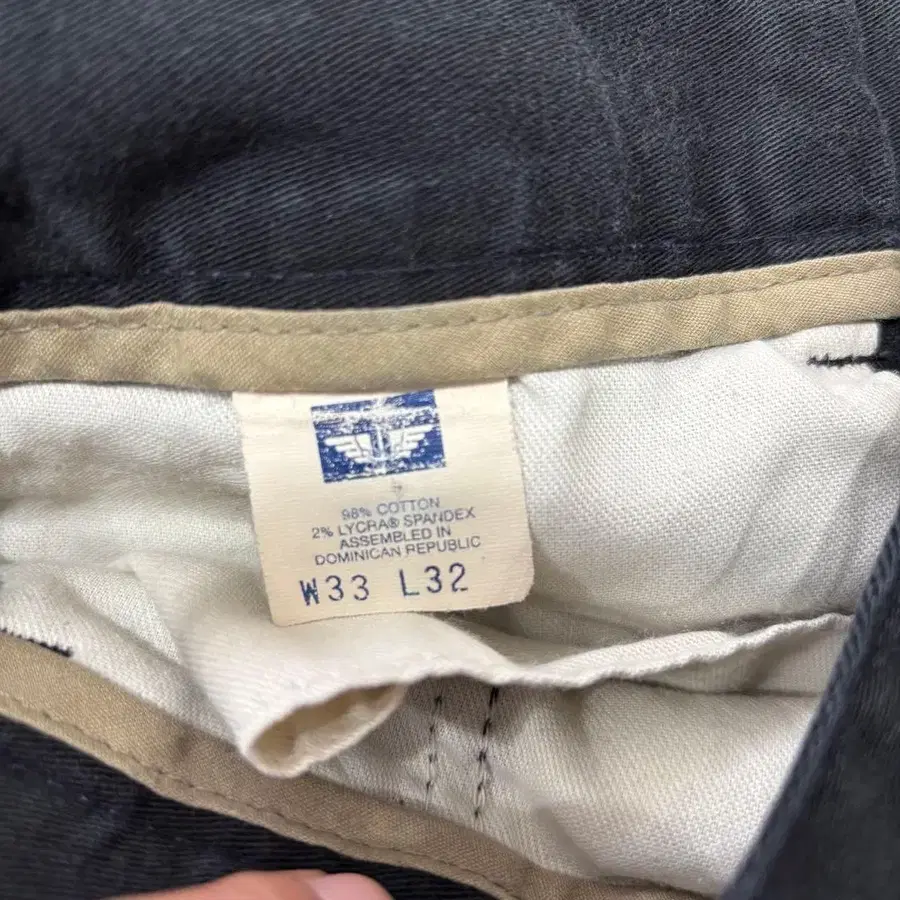 98% COTTON
2% LYCRA® SPANDEX
ASSEMBLED IN
DOMINICAN REPUBLIC
W33 L32